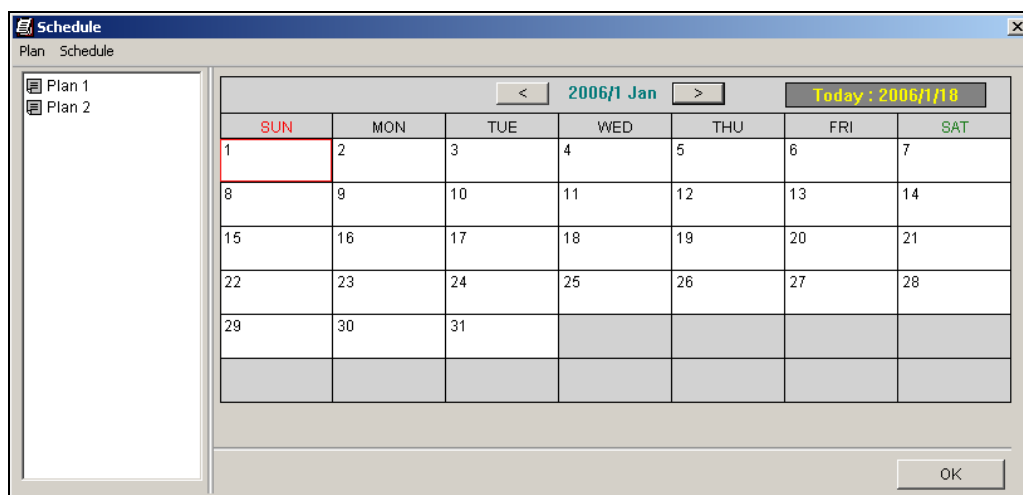 Schedule
Plan Schedule
Plan 1
Plan 2
< 2006/1 Jan > Today : 2006/1/18
SUN MON TUE WED THU FRI SAT
1 2 3 4 5 6 7
8 9 10 11 12 13 14
15 16 17 18 19 20 21
22 23 24 25 26 27 28
29 30 31
OK